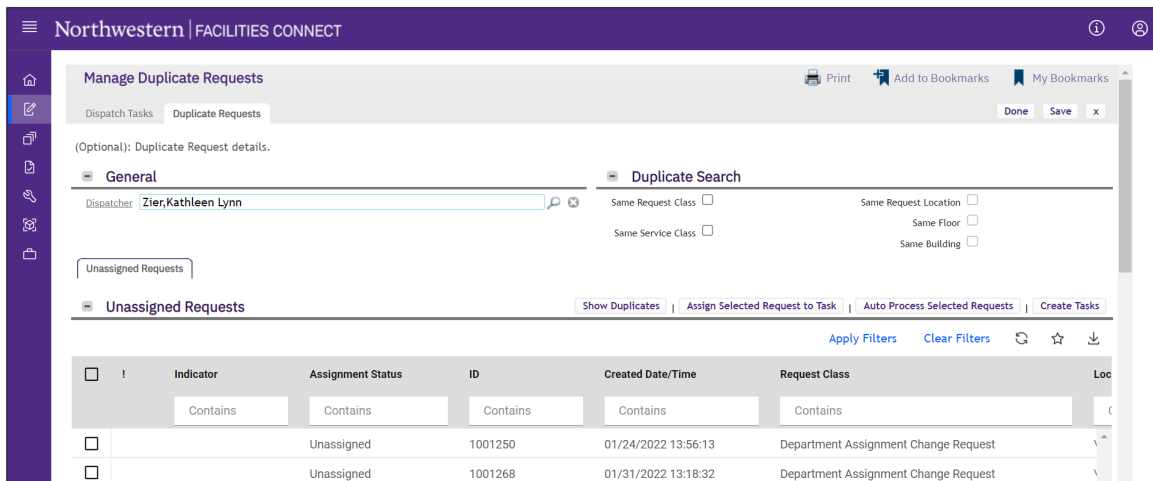 Northwestern | FACILITIES CONNECT
Manage Duplicate Requests
Print Add to Bookmarks My Bookmarks
Dispatch Tasks Duplicate Requests
Done Save x
(Optional): Duplicate Request details.
General
Dispatcher Zier,Kathleen Lynn
Duplicate Search
Same Request Class
Same Service Class
Same Request Location
Same Floor
Same Building
Unassigned Requests
Unassigned Requests
Show Duplicates | Assign Selected Request to Task | Auto Process Selected Requests | Create Tasks
Apply Filters Clear Filters
! Indicator Assignment Status ID Created Date/Time Request Class Loc
Contains Contains Contains Contains Contains
Unassigned 1001250 01/24/2022 13:56:13 Department Assignment Change Request
Unassigned 1001268 01/31/2022 13:18:32 Department Assignment Change Request